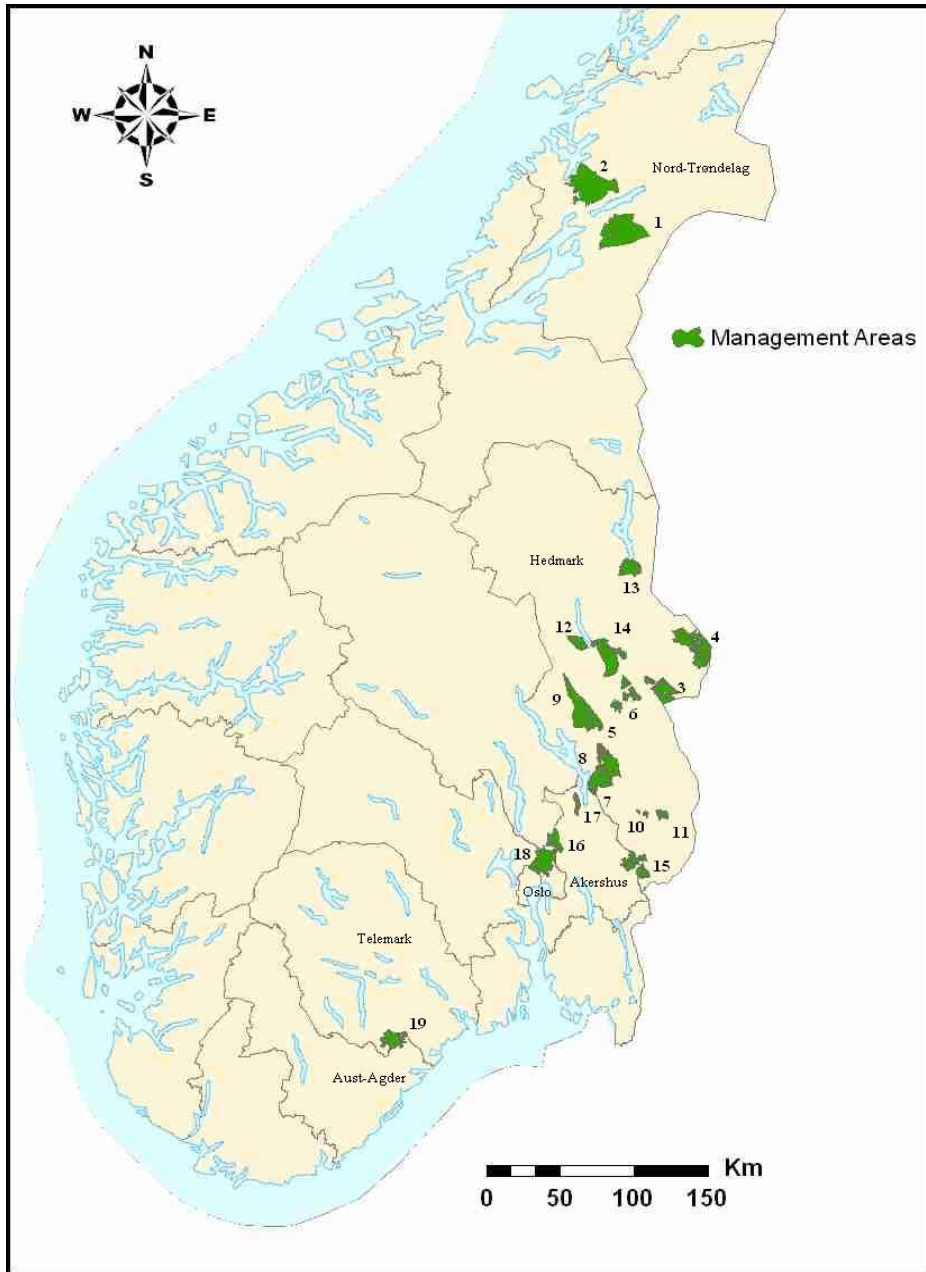 N
W E
S
2
Nord-Trøndelag
1
Management Areas
Hedmark
13
12 14 4
3
9 6
5
8
7
17 10 11
16
18 15
Oslo Akershus
Telemark
19
Aust-Agder
Km
0 50 100 150